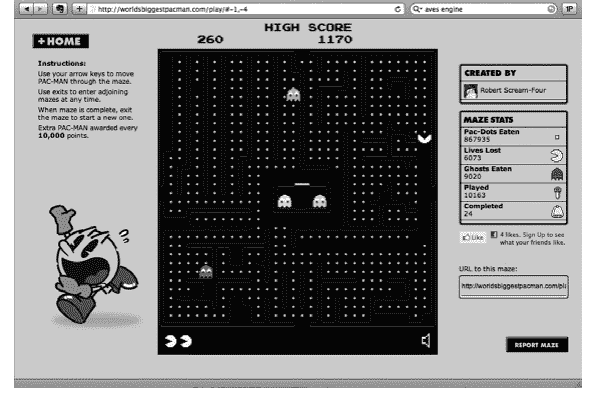 http://worldsbiggestpacman.com/play/#-1,-4
aves engine
1P
HIGH SCORE
260 1170
+HOME
Instructions:
Use your arrow keys to move
PAC-MAN through the maze.
Use exits to enter adjoining
mazes at any time.
When maze is complete, exit
the maze to start a new one.
Extra PAC-MAN awarded every
10,000 points.
CREATED BY
Robert Scream-Four
MAZE STATS
Pac-Dots Eaten
867935
Lives Lost
6073
Ghosts Eaten
9020
Played
10163
Completed
24
Like
4 likes. Sign Up to see
what your friends like.
URL to this maze:
http://worldsbiggestpacman.com/pl
REPORT MAZE